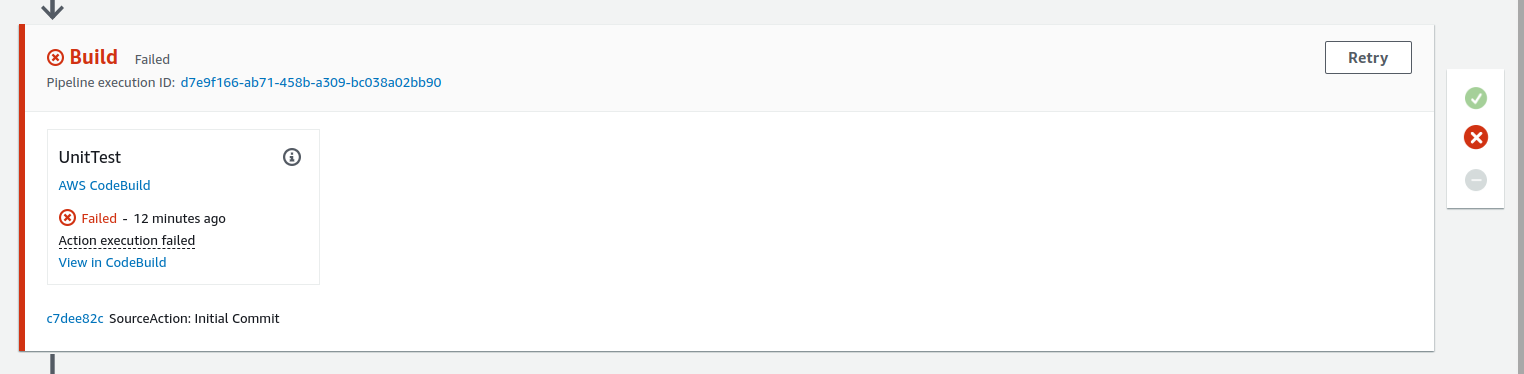 Build Failed
Retry
Pipeline execution ID: d7e9f166-ab71-458b-a309-bc038a02bb90
UnitTest
AWS CodeBuild
Failed - 12 minutes ago
Action execution failed
View in CodeBuild
c7dee82c SourceAction: Initial Commit